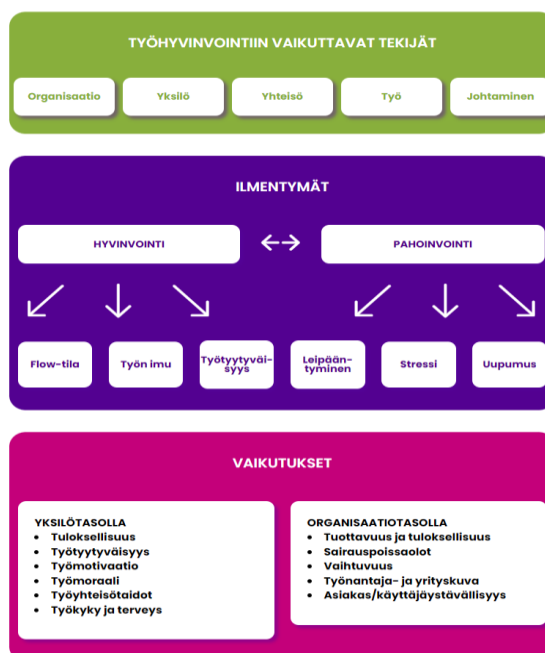 TYÖHYVINVOINTIIN VAIKUTTAVAT TEKIJÄT
Organisaatio
Yksilö
Yhteisö
Työ
Johtaminen
ILMENTYMÄT
HYVINVOINTI
PAHOINVOINTI
Flow-tila
Työn imu
Työtyytyväi-
syys
Leipään-
tyminen
Stressi
Uupumus
VAIKUTUKSET
YKSILÖTASOLLA
• Tuloksellisuus
• Työtyytyväisyys
• Työmotivaatio
• Työmoraali
• Työyhteisötaidot
• Työkyky ja terveys
ORGANISAATIOTASOLLA
• Tuottavuus ja tuloksellisuus
• Sairauspoissaolot
• Vaihtuvuus
• Työnantaja- ja yrityskuva
• Asiakas/käyttäjäystävällisyys